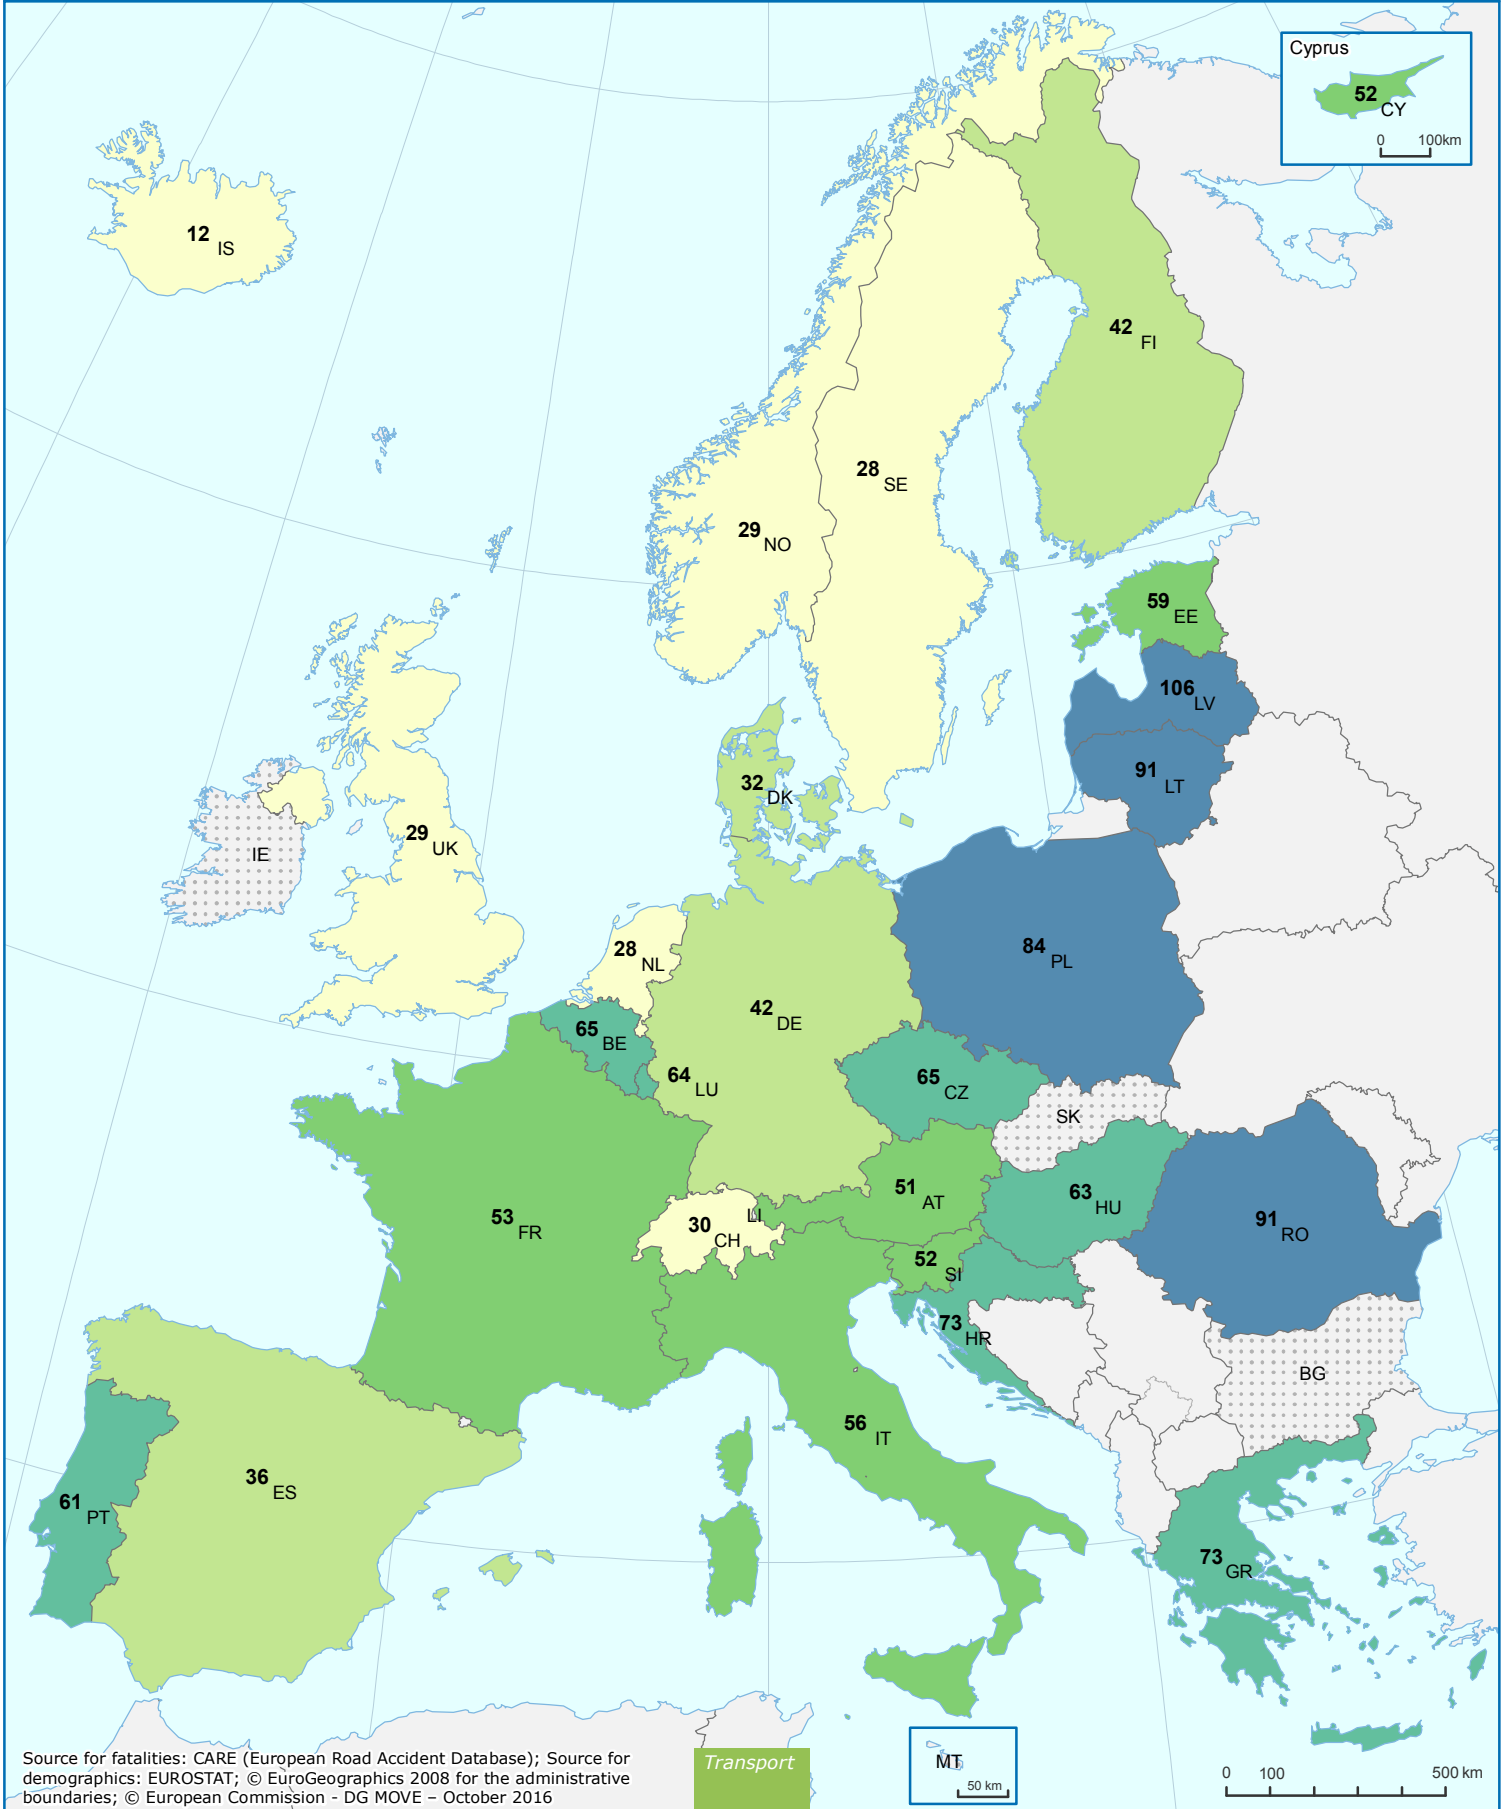 Cyprus
52 CY
0 100km
12 IS
42 FI
28 SE
29 NO
59 EE
106 LV
91 LT
32 DK
29 UK
IE
84 PL
28 NL
42 DE
65 BE
64 LU
65 CZ
SK
51 AT
63 HU
53 FR
LI
30 CH
91 RO
52 SI
73 HR
BG
56 IT
36 ES
61 PT
73 GR
Source for fatalities: CARE (European Road Accident Database); Source for
demographics: EUROSTAT; © EuroGeographics 2008 for the administrative
boundaries; © European Commission - DG MOVE – October 2016
Transport
MT
50 km
0 100 500 km